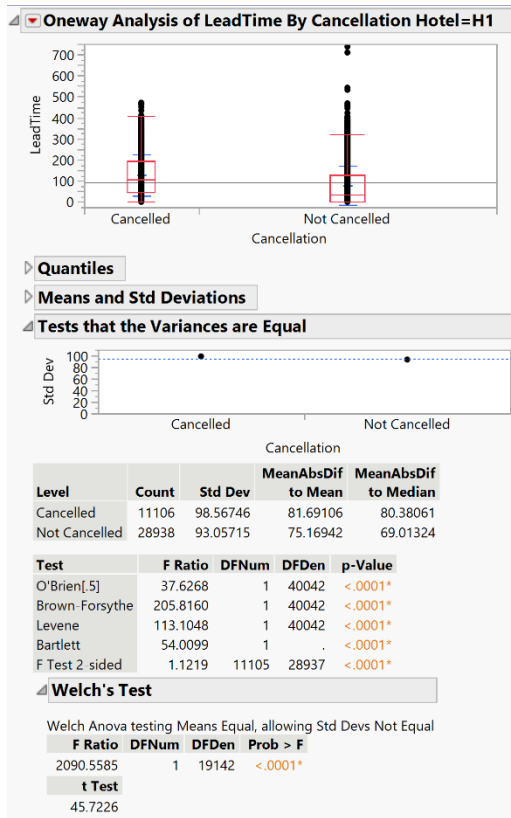 Oneway Analysis of LeadTime By Cancellation Hotel=H1
700
600
500
400
300
200
100
0
LeadTime
Cancelled Not Cancelled
Cancellation
Quantiles
Means and Std Deviations
Tests that the Variances are Equal
100
80
60
40
20
0
Std Dev
Cancelled Not Cancelled
Cancellation
MeanAbsDif MeanAbsDif
Level Count Std Dev to Mean to Median
Cancelled 11106 98.56746 81.69106 80.38061
Not Cancelled 28938 93.05715 75.16942 69.01324
Test F Ratio DFNum DFDen p-Value
O'Brien[.5] 37.6268 1 40042 <.0001*
Brown-Forsythe 205.8160 1 40042 <.0001*
Levene 113.1048 1 40042 <.0001*
Bartlett 54.0099 1 . <.0001*
F Test 2-sided 1.1219 11105 28937 <.0001*
Welch's Test
Welch Anova testing Means Equal, allowing Std Devs Not Equal
F Ratio DFNum DFDen Prob > F
2090.5585 1 19142 <.0001*
t Test
45.7226